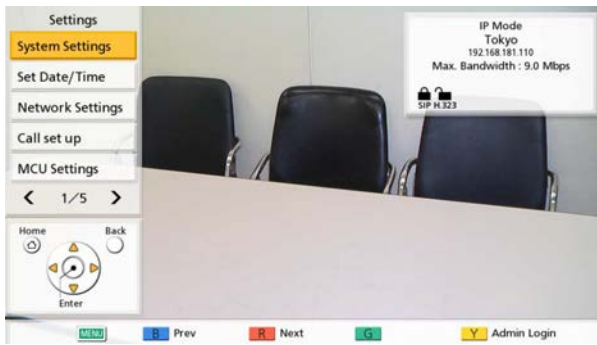 Settings
System Settings
Set Date/Time
Network Settings
Call set up
MCU Settings
1/5
Home
Back
Enter
IP Mode
Tokyo
192.168.181.110
Max. Bandwidth : 9.0 Mbps
SIP H.323
MENU
B Prev
R Next
G
Y Admin Login